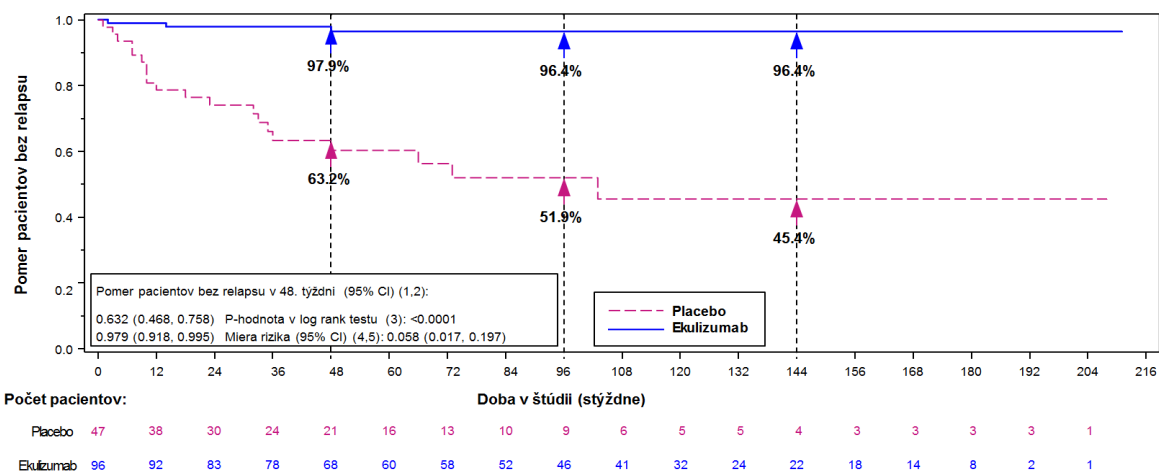 1.0
0.8
0.6
0.4
0.2
0.0
Pomer pacientov bez relapsu
97.9%
96.4%
96.4%
63.2%
51.9%
45.4%
Pomer pacientov bez relapsu v 48. týždni (95% CI) (1,2):
0.632 (0.468, 0.758) P-hodnota v log rank testu (3): <0.0001
0.979 (0.918, 0.995) Miera rizika (95% CI) (4,5): 0.058 (0.017, 0.197)
Placebo
Ekulizumab
0 12 24 36 48 60 72 84 96 108 120 132 144 156 168 180 192 204 216
Počet pacientov: Doba v štúdii (stýždne)
Placebo 47 38 30 24 21 16 13 10 9 6 5 5 4 3 3 3 3 1
Ekulizumab 96 92 83 78 68 60 58 52 46 41 32 24 22 18 14 8 2 1